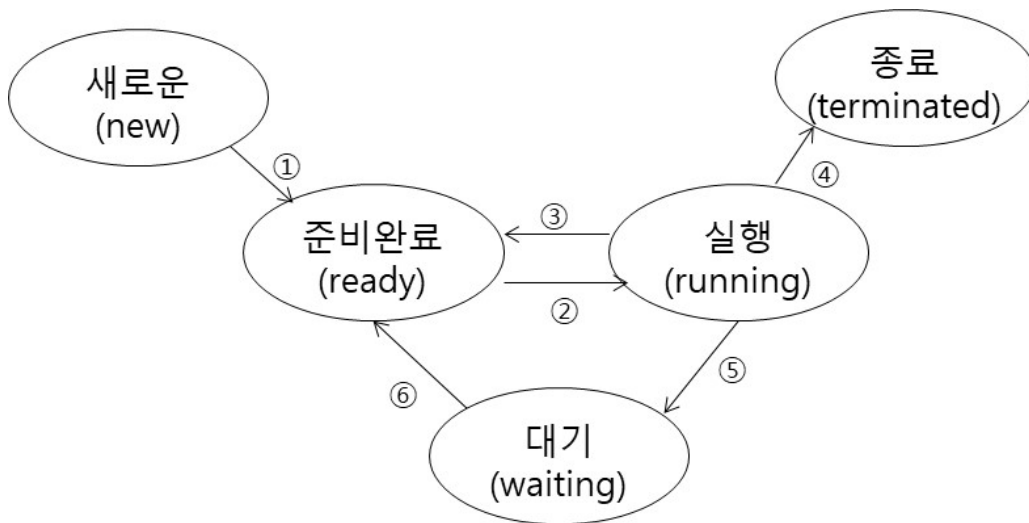 새로운
(new)
종료
(terminated)
①
④
준비완료
(ready)
③
②
실행
(running)
⑥
⑤
대기
(waiting)